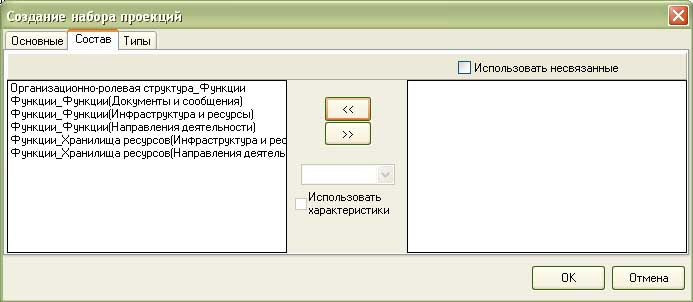 Создание набора проекций
Основные Состав Типы
Использовать несвязанные
Организационно-ролевая структура_Функции
Функции_Функции(Документы и сообщения)
Функции_Функции(Инфраструктура и ресурсы)
Функции_Функции(Направления деятельности)
Функции_Хранилища ресурсов(Инфраструктура и рес
Функции_Хранилища ресурсов(Направления деятель
<<
>>
Использовать
характеристики
OK Отмена